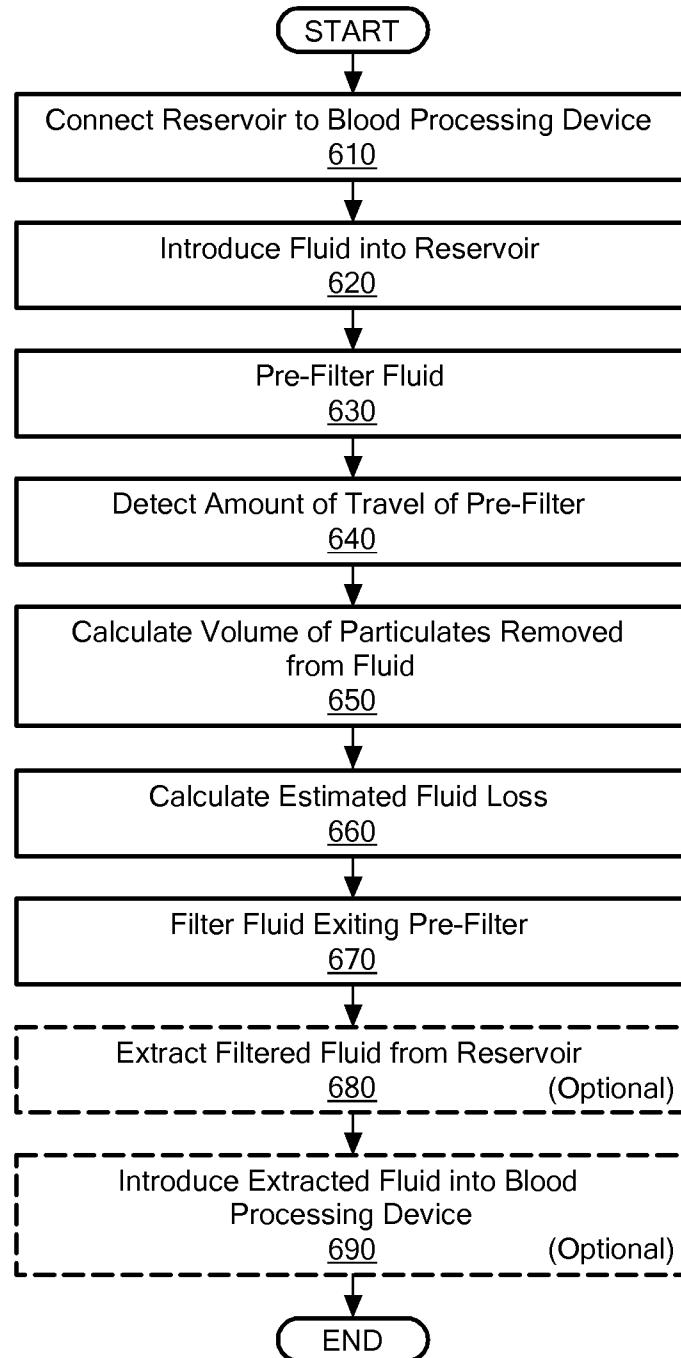 START
Connect Reservoir to Blood Processing Device
610
Introduce Fluid into Reservoir
620
Pre-Filter Fluid
630
Detect Amount of Travel of Pre-Filter
640
Calculate Volume of Particulates Removed
from Fluid
650
Calculate Estimated Fluid Loss
660
Filter Fluid Exiting Pre-Filter
670
Extract Filtered Fluid from Reservoir
680 (Optional)
Introduce Extracted Fluid into Blood
Processing Device
690 (Optional)
END